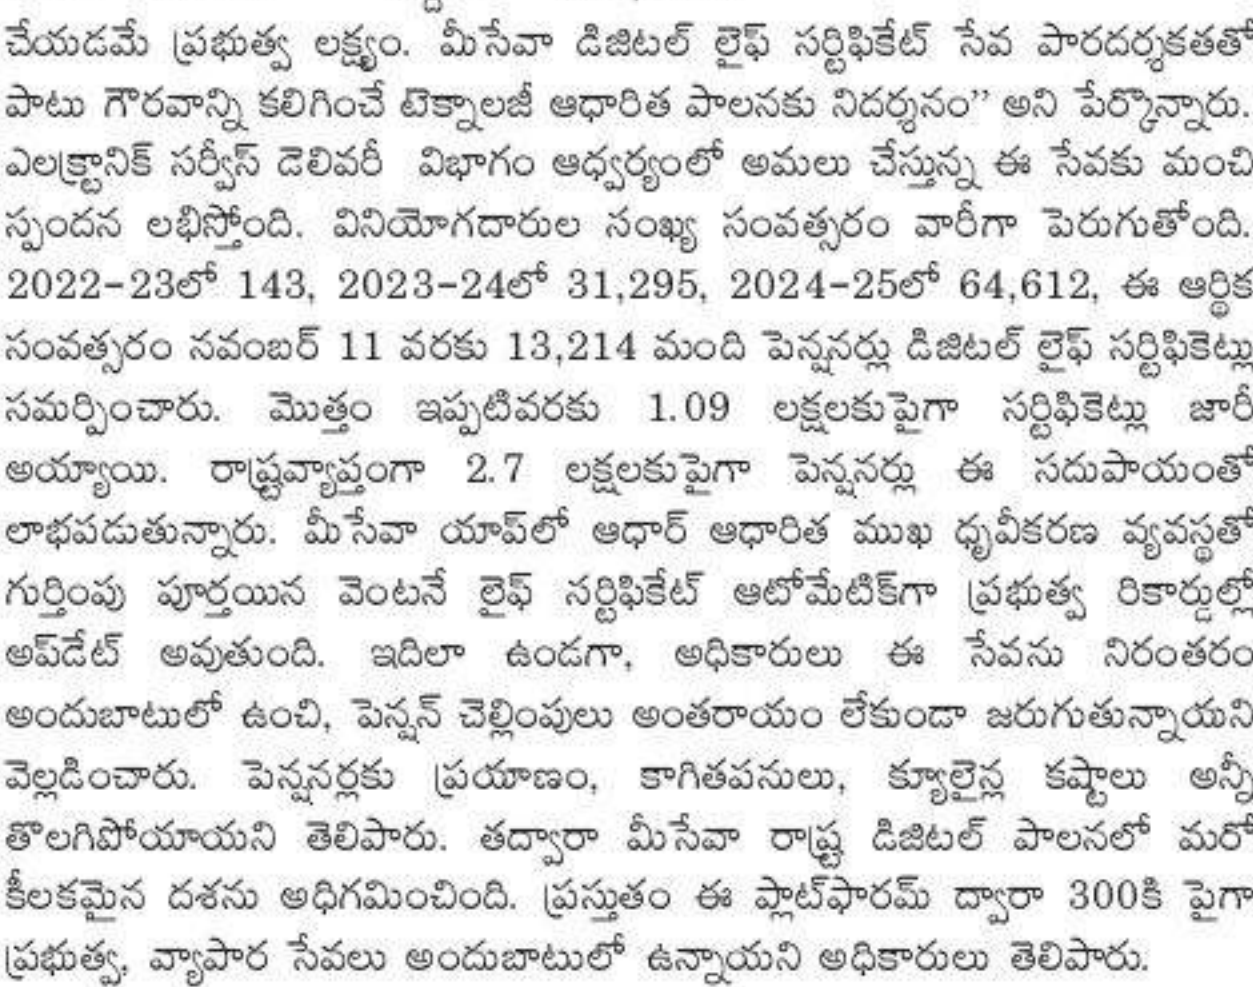 చేయడమే ప్రభుత్వ లక్ష్యం. మీసేవా డిజిటల్ లైఫ్ సర్టిఫికేట్ సేవ పారదర్శకతతో
పాటు గౌరవాన్ని కలిగించే టెక్నాలజీ ఆధారిత పాలనకు నిదర్శనం” అని పేర్కొన్నారు.
ఎలక్ట్రానిక్ సర్వీస్ డెలివరీ విభాగం ఆధ్వర్యంలో అమలు చేస్తున్న ఈ సేవకు మంచి
స్పందన లభిస్తోంది. వినియోగదారుల సంఖ్య సంవత్సరం వారీగా పెరుగుతోంది.
2022-23లో 143, 2023-24లో 31,295, 2024-25లో 64,612, ఈ ఆర్థిక
సంవత్సరం నవంబర్ 11 వరకు 13,214 మంది పెన్షనర్లు డిజిటల్ లైఫ్ సర్టిఫికెట్లు
సమర్పించారు. మొత్తం ఇప్పటివరకు 1.09 లక్షలకుపైగా సర్టిఫికెట్లు జారీ
అయ్యాయి. రాష్ట్రవ్యాప్తంగా 2.7 లక్షలకుపైగా పెన్షనర్లు ఈ సదుపాయంతో
లాభపడుతున్నారు. మీసేవా యాప్‌లో ఆధార్ ఆధారిత ముఖ ధృవీకరణ వ్యవస్థతో
గుర్తింపు పూర్తయిన వెంటనే లైఫ్ సర్టిఫికేట్ ఆటోమేటిక్‌గా ప్రభుత్వ రికార్డుల్లో
అప్‌డేట్ అవుతుంది. ఇదిలా ఉండగా, అధికారులు ఈ సేవను నిరంతరం
అందుబాటులో ఉంచి, పెన్షన్ చెల్లింపులు అంతరాయం లేకుండా జరుగుతున్నాయని
వెల్లడించారు. పెన్షనర్లకు ప్రయాణం, కాగితపనులు, క్యూలైన్ల కష్టాలు అన్నీ
తొలగిపోయాయని తెలిపారు. తద్వారా మీసేవా రాష్ట్ర డిజిటల్ పాలనలో మరో
కీలకమైన దశను అధిగమించింది. ప్రస్తుతం ఈ ప్లాట్‌ఫారమ్ ద్వారా 300కి పైగా
ప్రభుత్వ, వ్యాపార సేవలు అందుబాటులో ఉన్నాయని అధికారులు తెలిపారు.